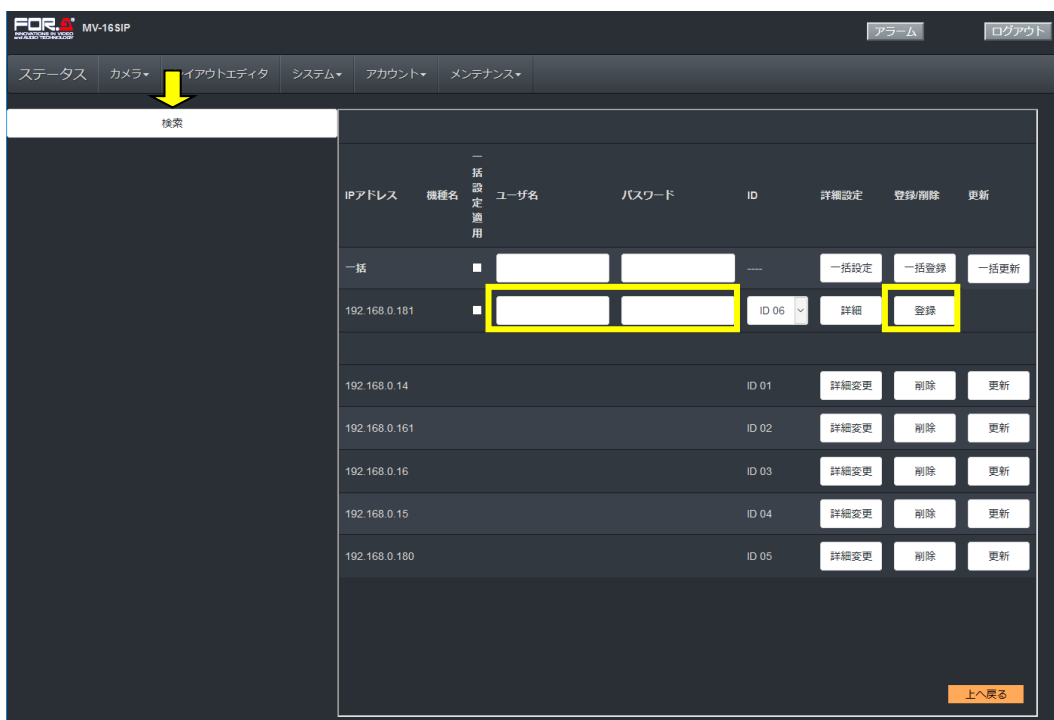 FOR.A MV-16SIP アラーム ログアウト
INNOVATIONS IN VIDEO
and AUDIO TECHNOLOGY
ステータス カメラ▾ イアウトエディタ システム▾ アカウント▾ メンテナンス▾
検索
IPアドレス 機種名 一括設定適用 ユーザ名 パスワード ID 詳細設定 登録/削除 更新
一括 ---- 一括設定 一括登録 一括更新
192.168.0.181 ID 06 詳細 登録
192.168.0.14 ID 01 詳細変更 削除 更新
192.168.0.161 ID 02 詳細変更 削除 更新
192.168.0.16 ID 03 詳細変更 削除 更新
192.168.0.15 ID 04 詳細変更 削除 更新
192.168.0.180 ID 05 詳細変更 削除 更新
上へ戻る